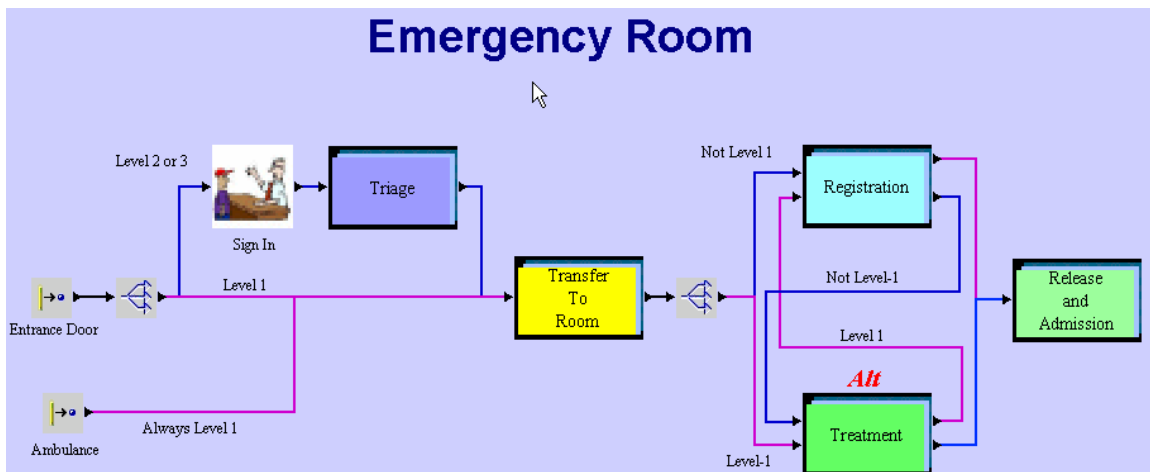 Emergency Room
Level 2 or 3
Sign In
Triage
Level 1
Entrance Door
Always Level 1
Ambulance
Transfer
To
Room
Not Level 1
Registration
Not Level-1
Level 1
Alt
Treatment
Level-1
Release
and
Admission